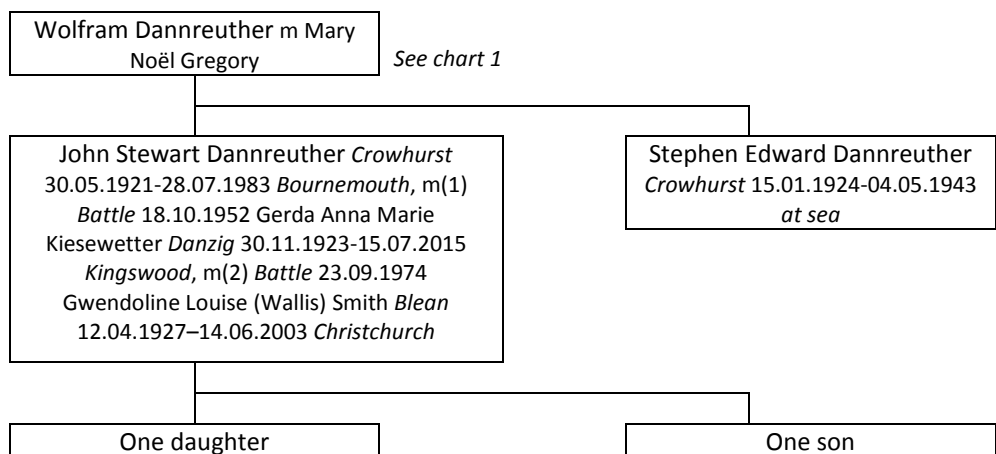 Wolfram Dannreuther m Mary
Noël Gregory
See chart 1
John Stewart Dannreuther Crowhurst
30.05.1921-28.07.1983 Bournemouth, m(1)
Battle 18.10.1952 Gerda Anna Marie
Kiesewetter Danzig 30.11.1923-15.07.2015
Kingswood, m(2) Battle 23.09.1974
Gwendoline Louise (Wallis) Smith Blean
12.04.1927–14.06.2003 Christchurch
Stephen Edward Dannreuther
Crowhurst 15.01.1924-04.05.1943
at sea
One daughter
One son